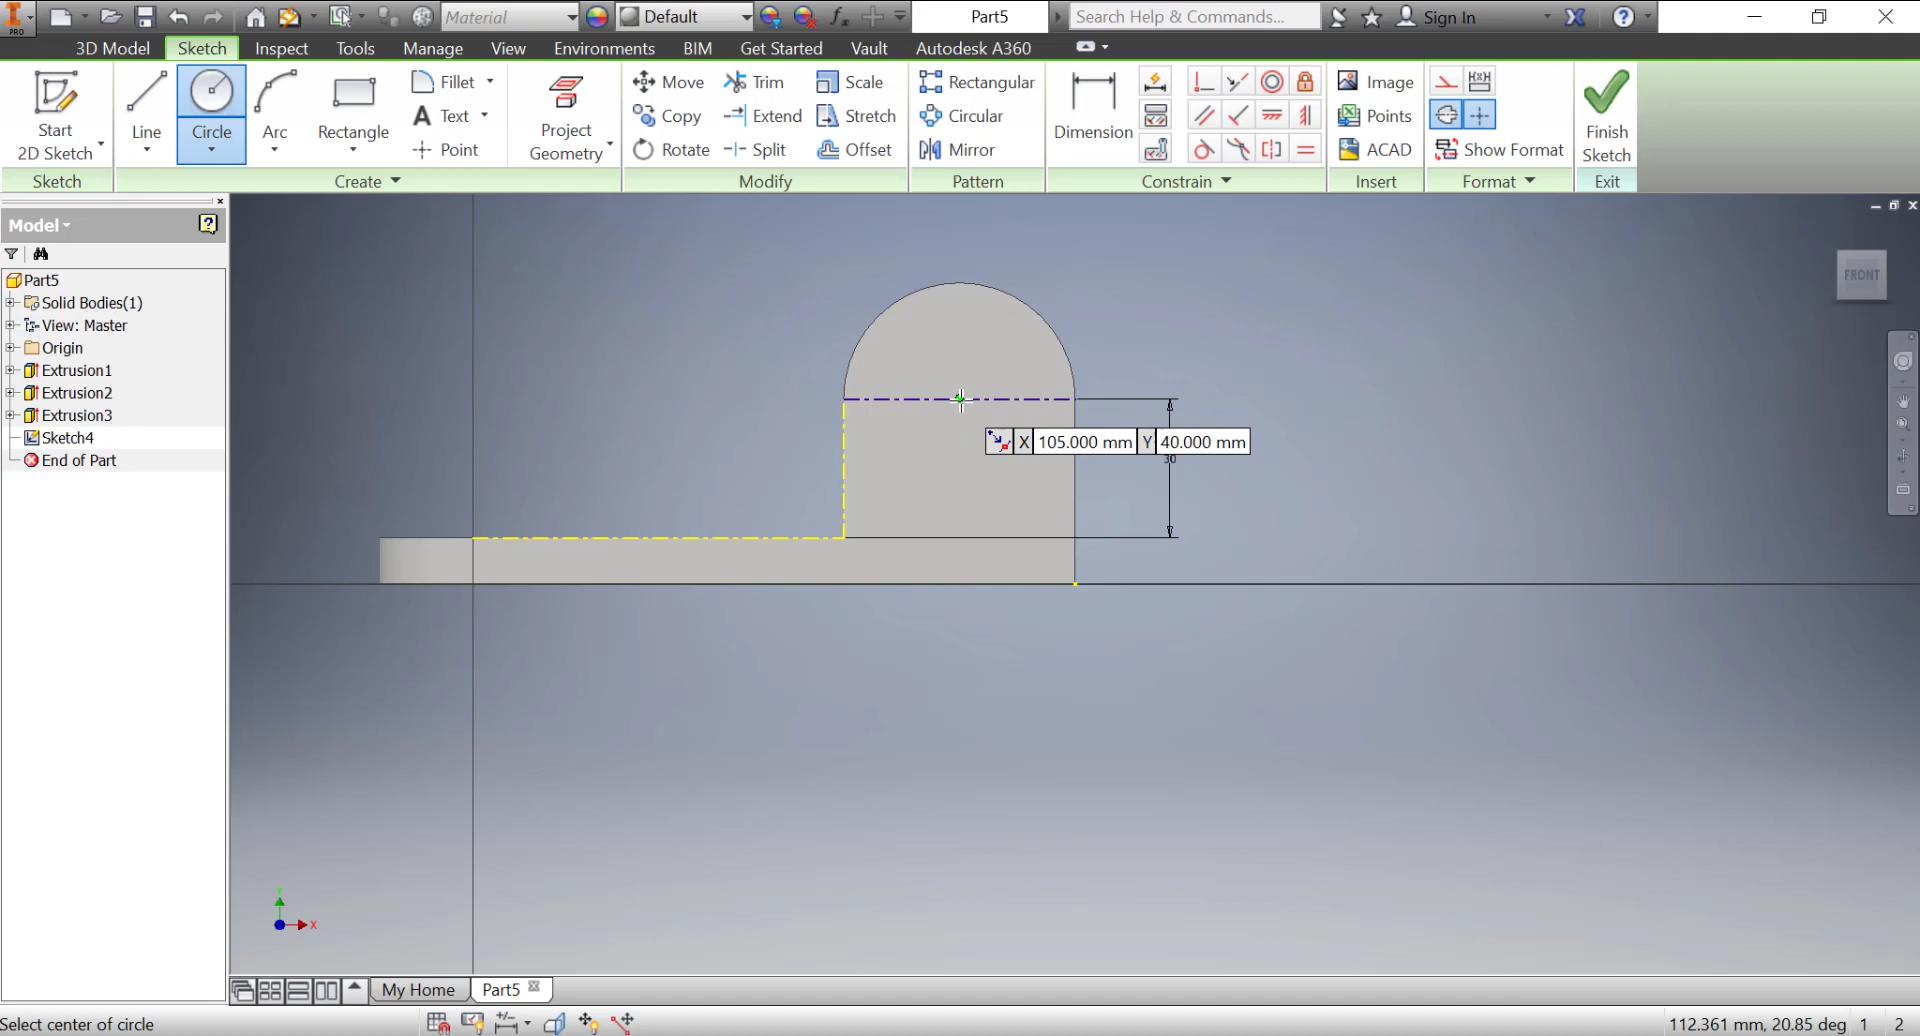 PRO
Material
Default
Part5
Search Help & Commands...
Sign In
3D Model
Sketch
Inspect
Tools
Manage
View
Environments
BIM
Get Started
Vault
Autodesk A360
Start
2D Sketch
Line
Circle
Arc
Rectangle
Fillet
Text
Point
Project
Geometry
Move
Copy
Rotate
Trim
Extend
Split
Scale
Stretch
Offset
Rectangular
Circular
Mirror
Dimension
Image
Points
ACAD
Show Format
Finish
Sketch
Sketch
Create
Modify
Pattern
Constrain
Insert
Format
Exit
Model
Part5
Solid Bodies(1)
View: Master
Origin
Extrusion1
Extrusion2
Extrusion3
Sketch4
End of Part
FRONT
X 105.000 mm Y 40.000 mm
30
Y
X
My Home
Part5
Select center of circle
112.361 mm, 20.85 deg 1 2